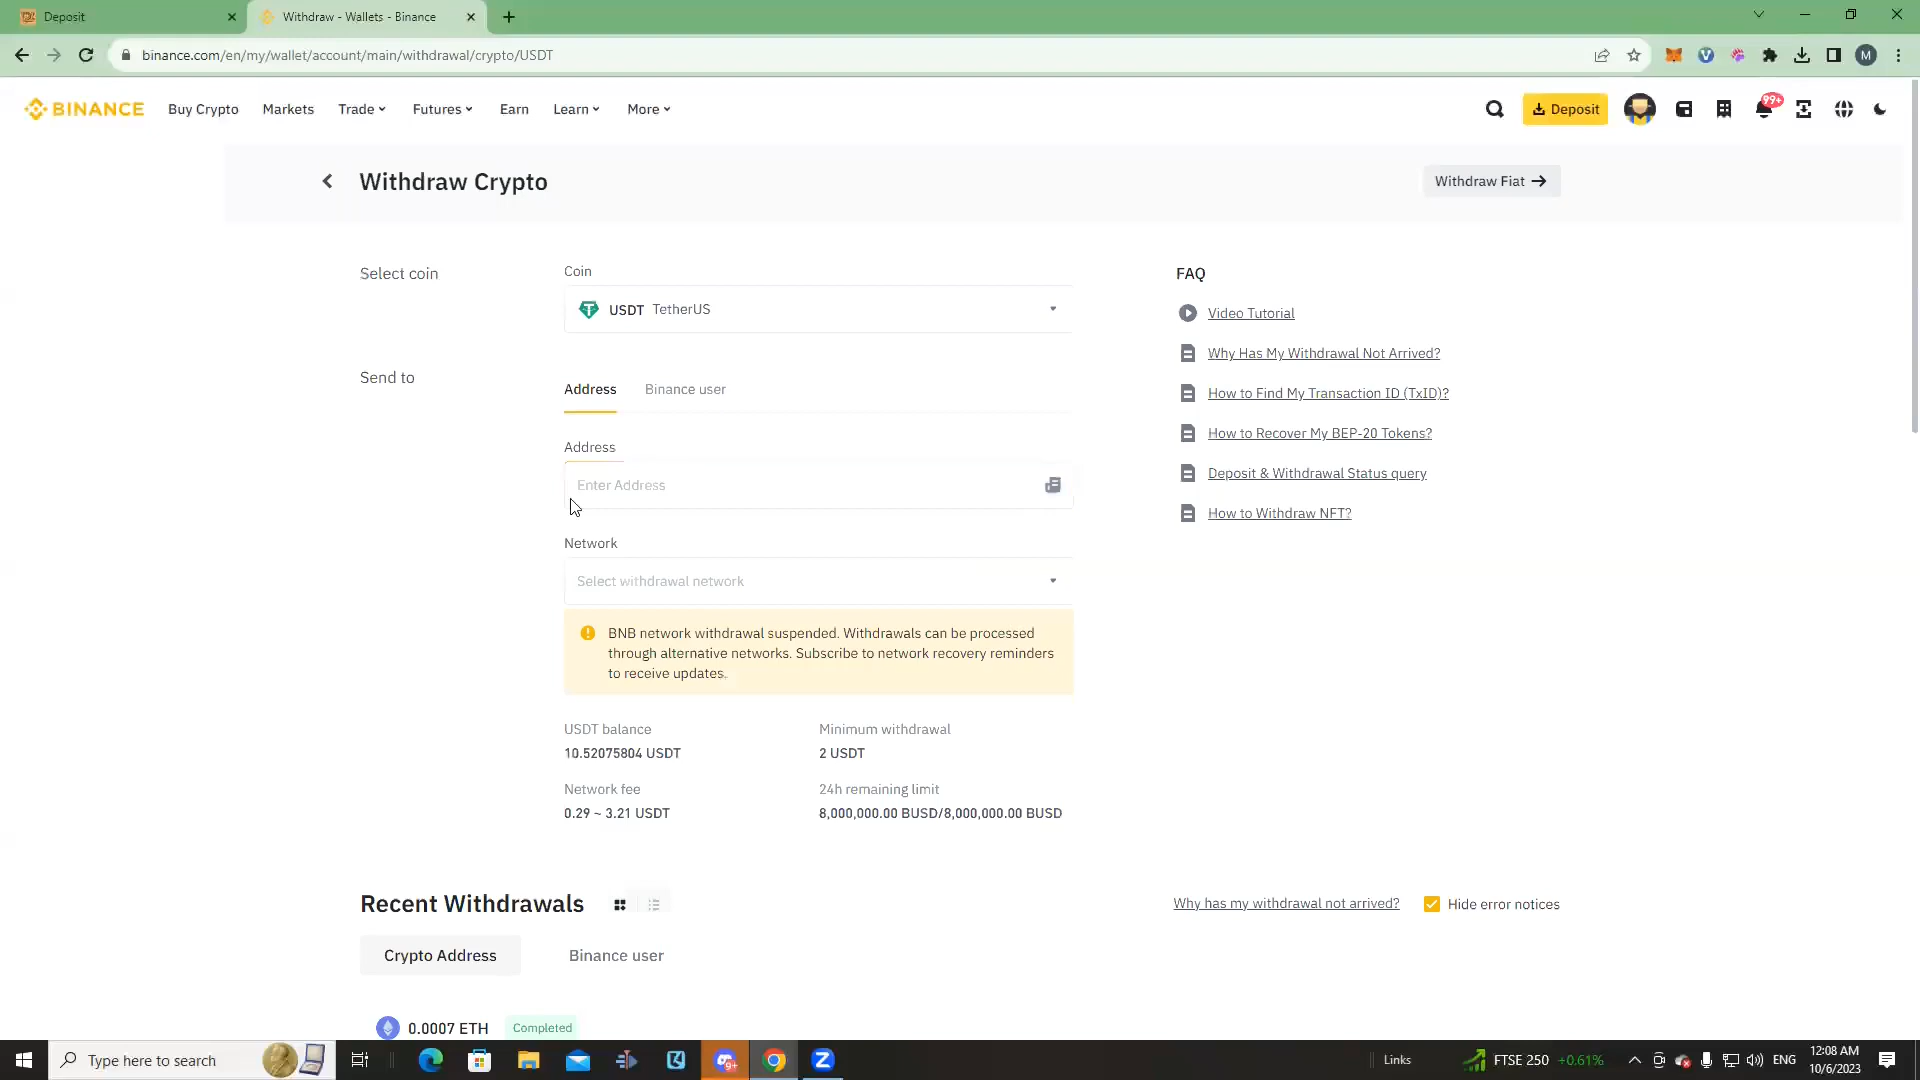 Deposit
Withdraw - Wallets - Binance
binance.com/en/my/wallet/account/main/withdrawal/crypto/USDT
M
BINANCE
Buy Crypto
Markets
Trade
Futures
Earn
Learn
More
Deposit
99+
Withdraw Crypto
Withdraw Fiat
Select coin
Coin
USDT TetherUS
Send to
Address
Binance user
Address
Enter Address
Network
Select withdrawal network
BNB network withdrawal suspended. Withdrawals can be processed
through alternative networks. Subscribe to network recovery reminders
to receive updates.
USDT balance
10.52075804 USDT
Minimum withdrawal
2 USDT
Network fee
0.29 ~ 3.21 USDT
24h remaining limit
8,000,000.00 BUSD/8,000,000.00 BUSD
FAQ
Video Tutorial
Why Has My Withdrawal Not Arrived?
How to Find My Transaction ID (TxID)?
How to Recover My BEP-20 Tokens?
Deposit & Withdrawal Status query
How to Withdraw NFT?
Recent Withdrawals
Why has my withdrawal not arrived?
Hide error notices
Crypto Address
Binance user
0.0007 ETH
Completed
Type here to search
9+
Z
Links
FTSE 250 +0.61%
ENG
12:08 AM
10/6/2023